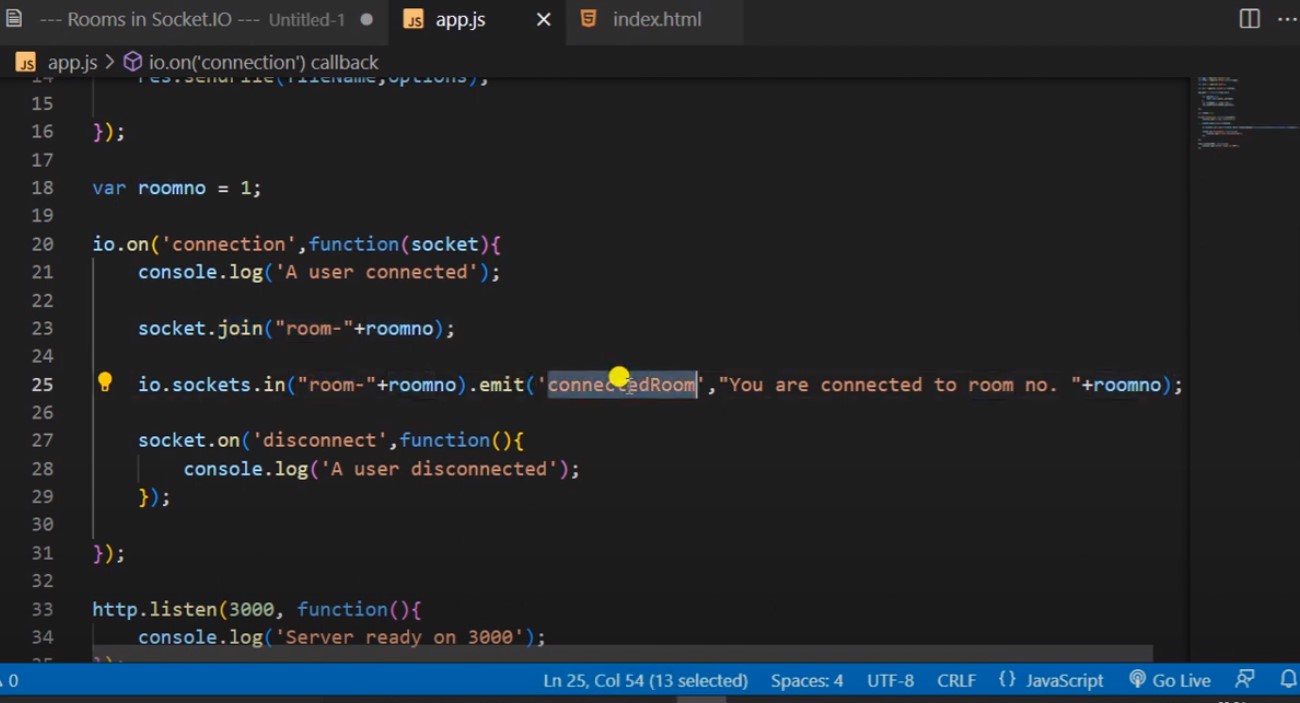 --- Rooms in Socket.IO --- Untitled-1 ● JS app.js × index.html
JS app.js > io.on('connection') callback
14 res.sendFile(fileName,options);
15
16 });
17
18 var roomno = 1;
19
20 io.on('connection',function(socket){
21 console.log('A user connected');
22
23 socket.join("room-"+roomno);
24
25 io.sockets.in("room-"+roomno).emit('connectedRoom',"You are connected to room no. "+roomno);
26
27 socket.on('disconnect',function(){
28 console.log('A user disconnected');
29 });
30
31 });
32
33 http.listen(3000, function(){
34 console.log('Server ready on 3000');
35 });
0 Ln 25, Col 54 (13 selected) Spaces: 4 UTF-8 CRLF {} JavaScript Go Live